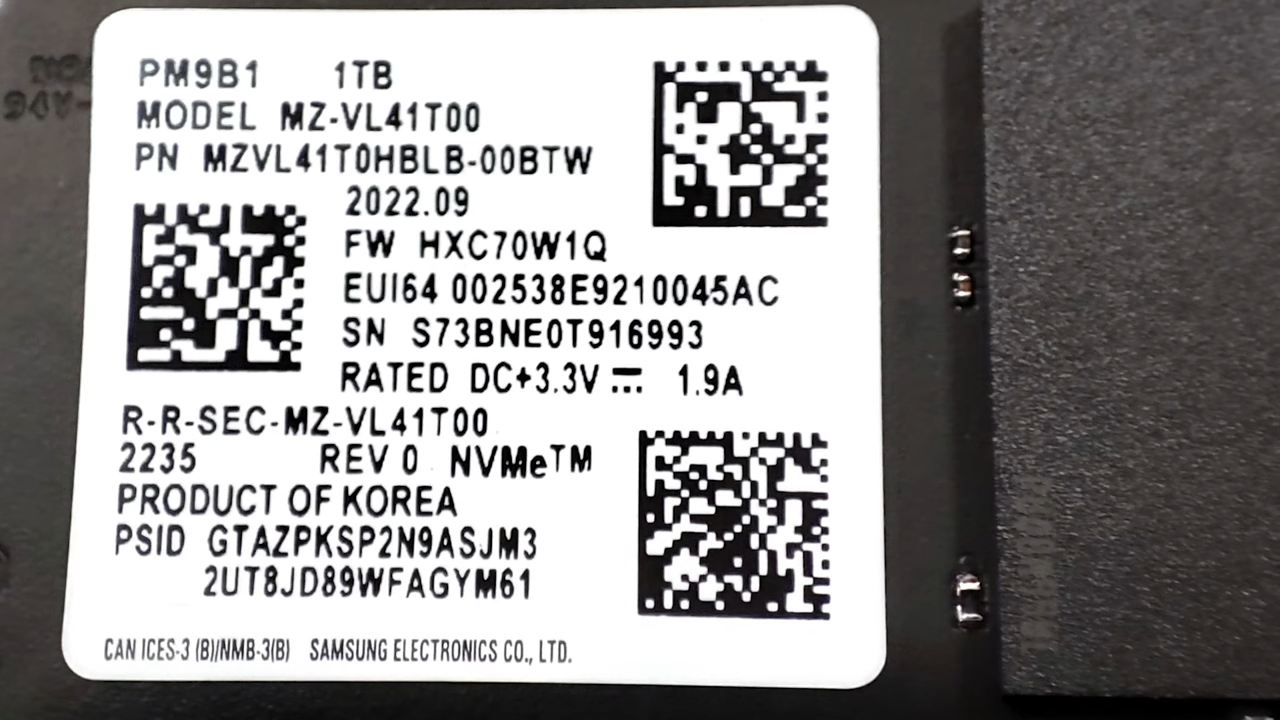 PM9B1 1TB
MODEL MZ-VL41T00
PN MZVL41T0HBLB-00BTW
2022.09
FW HXC70W1Q
EUI64 002538E9210045AC
SN S73BNE0T916993
RATED DC+3.3V ⎓ 1.9A
R-R-SEC-MZ-VL41T00
2235 REV 0 NVMe™
PRODUCT OF KOREA
PSID GTAZPKSP2N9ASJM3
2UT8JD89WFAGYM61
CAN ICES-3 (B)/NMB-3(B) SAMSUNG ELECTRONICS CO., LTD.